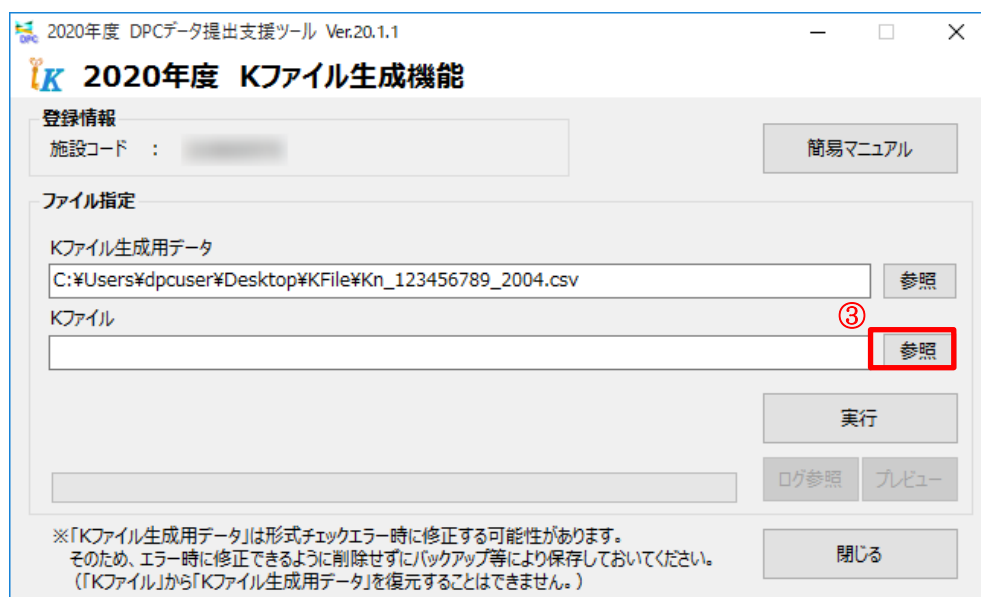 2020年度 DPCデータ提出支援ツール Ver.20.1.1
2020年度 Kファイル生成機能
登録情報
施設コード :
簡易マニュアル
ファイル指定
Kファイル生成用データ
C:¥Users¥dpcuser¥Desktop¥KFile¥Kn_123456789_2004.csv
参照
Kファイル
③
参照
実行
ログ参照
プレビュー
※「Kファイル生成用データ」は形式チェックエラー時に修正する可能性があります。
そのため、エラー時に修正できるように削除せずにバックアップ等により保存しておいてください。
(「Kファイル」から「Kファイル生成用データ」を復元することはできません。)
閉じる